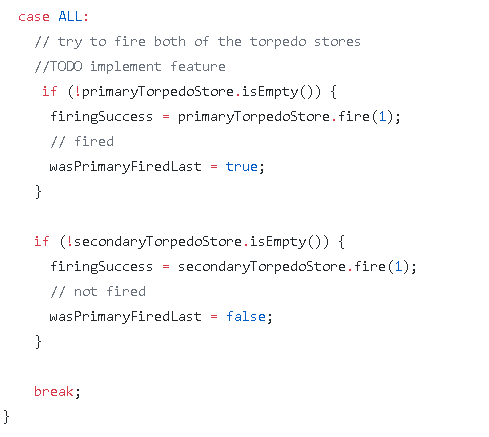 case ALL:
// try to fire both of the torpedo stores
//TODO implement feature
if (!primaryTorpedoStore.isEmpty()) {
firingSuccess = primaryTorpedoStore.fire(1);
// fired
wasPrimaryFiredLast = true;
}
if (!secondaryTorpedoStore.isEmpty()) {
firingSuccess = secondaryTorpedoStore.fire(1);
// not fired
wasPrimaryFiredLast = false;
}
break;
}